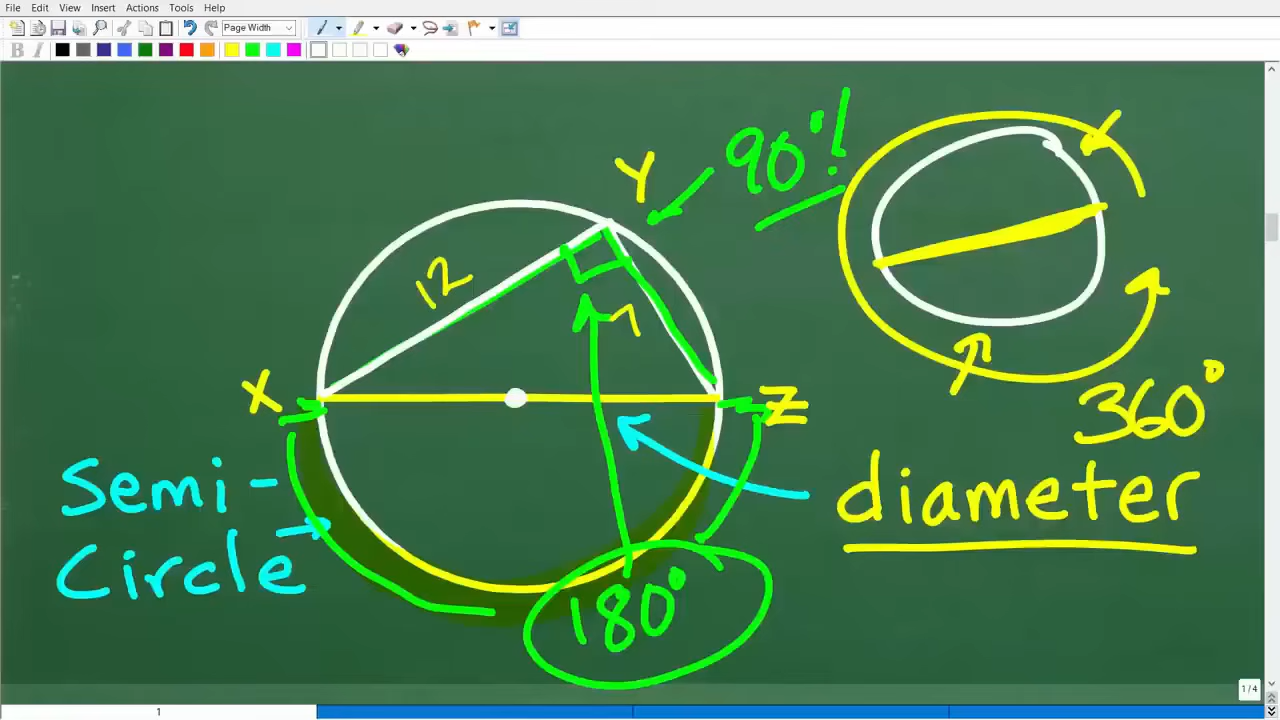 File Edit View Insert Actions Tools Help
Page Width
B I
Y
90°!
12
7
X
Z
360°
Semi-
Circle
diameter
180°
1/4
1